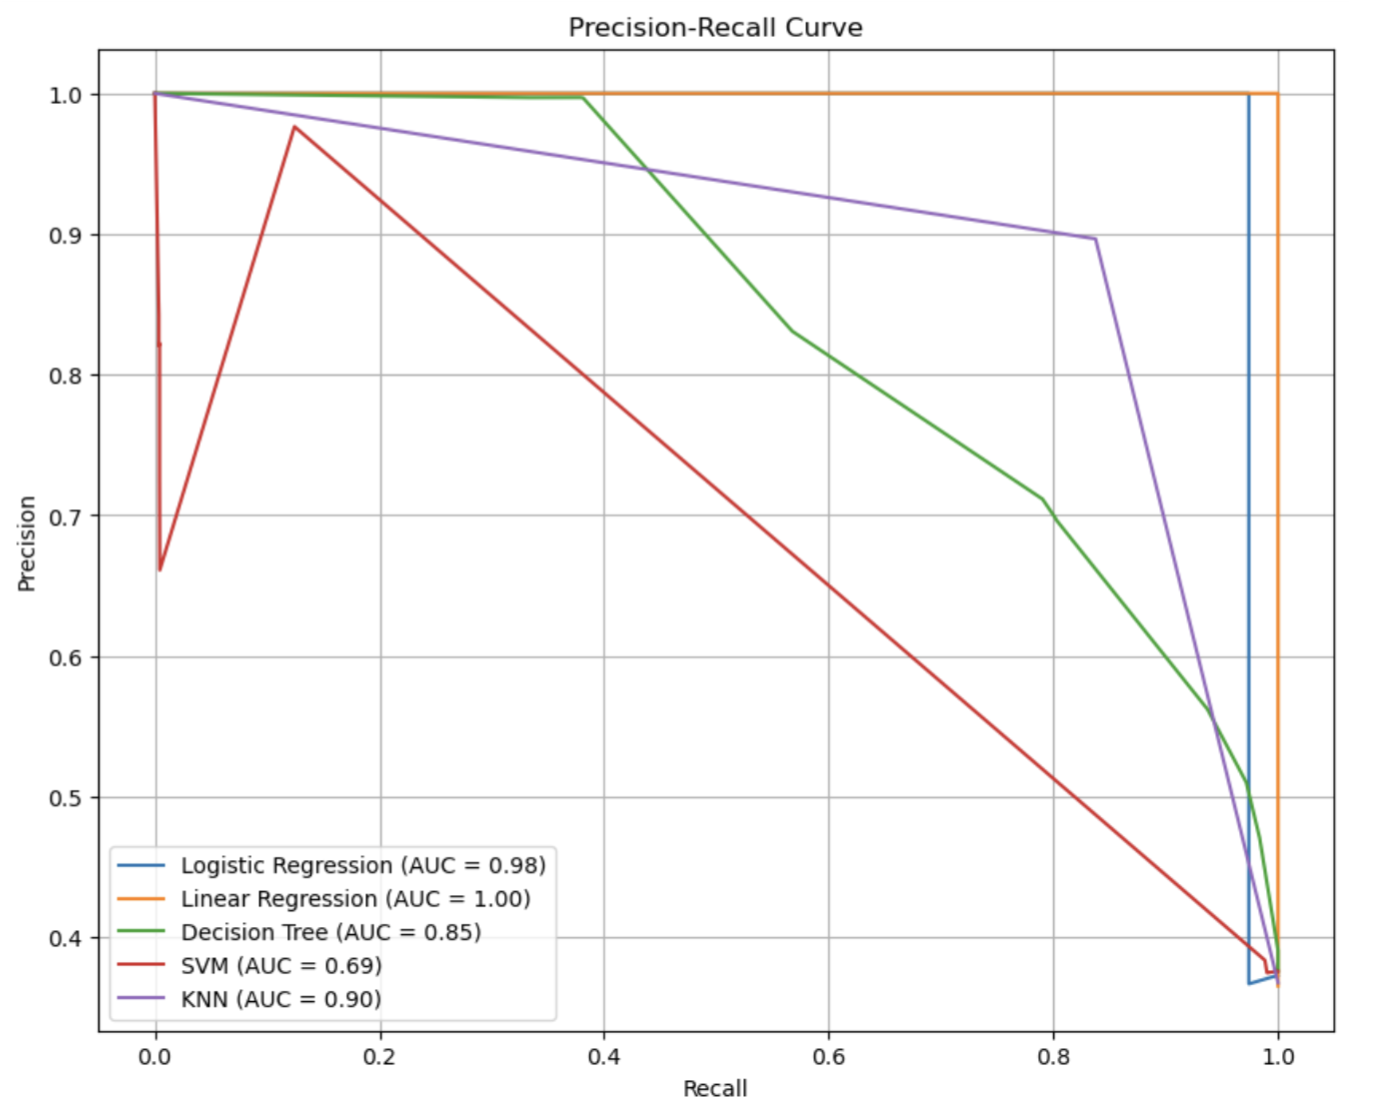 Precision-Recall Curve
1.0
0.9
0.8
0.7
0.6
0.5
0.4
Precision
Logistic Regression (AUC = 0.98)
Linear Regression (AUC = 1.00)
Decision Tree (AUC = 0.85)
SVM (AUC = 0.69)
KNN (AUC = 0.90)
0.0 0.2 0.4 0.6 0.8 1.0
Recall